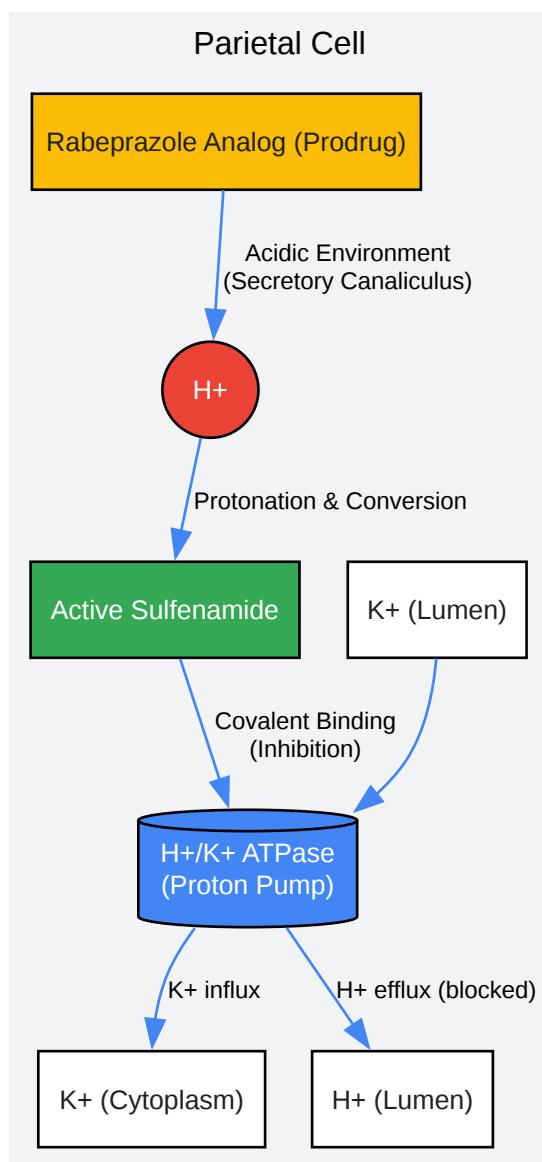 Parietal Cell
Rabeprazole Analog (Prodrug)
Acidic Environment
(Secretory Canaliculus)
H+
Protonation & Conversion
Active Sulfenamide
K+ (Lumen)
Covalent Binding
(Inhibition)
H+/K+ ATPase
(Proton Pump)
K+ influx
H+ efflux (blocked)
K+ (Cytoplasm)
H+ (Lumen)